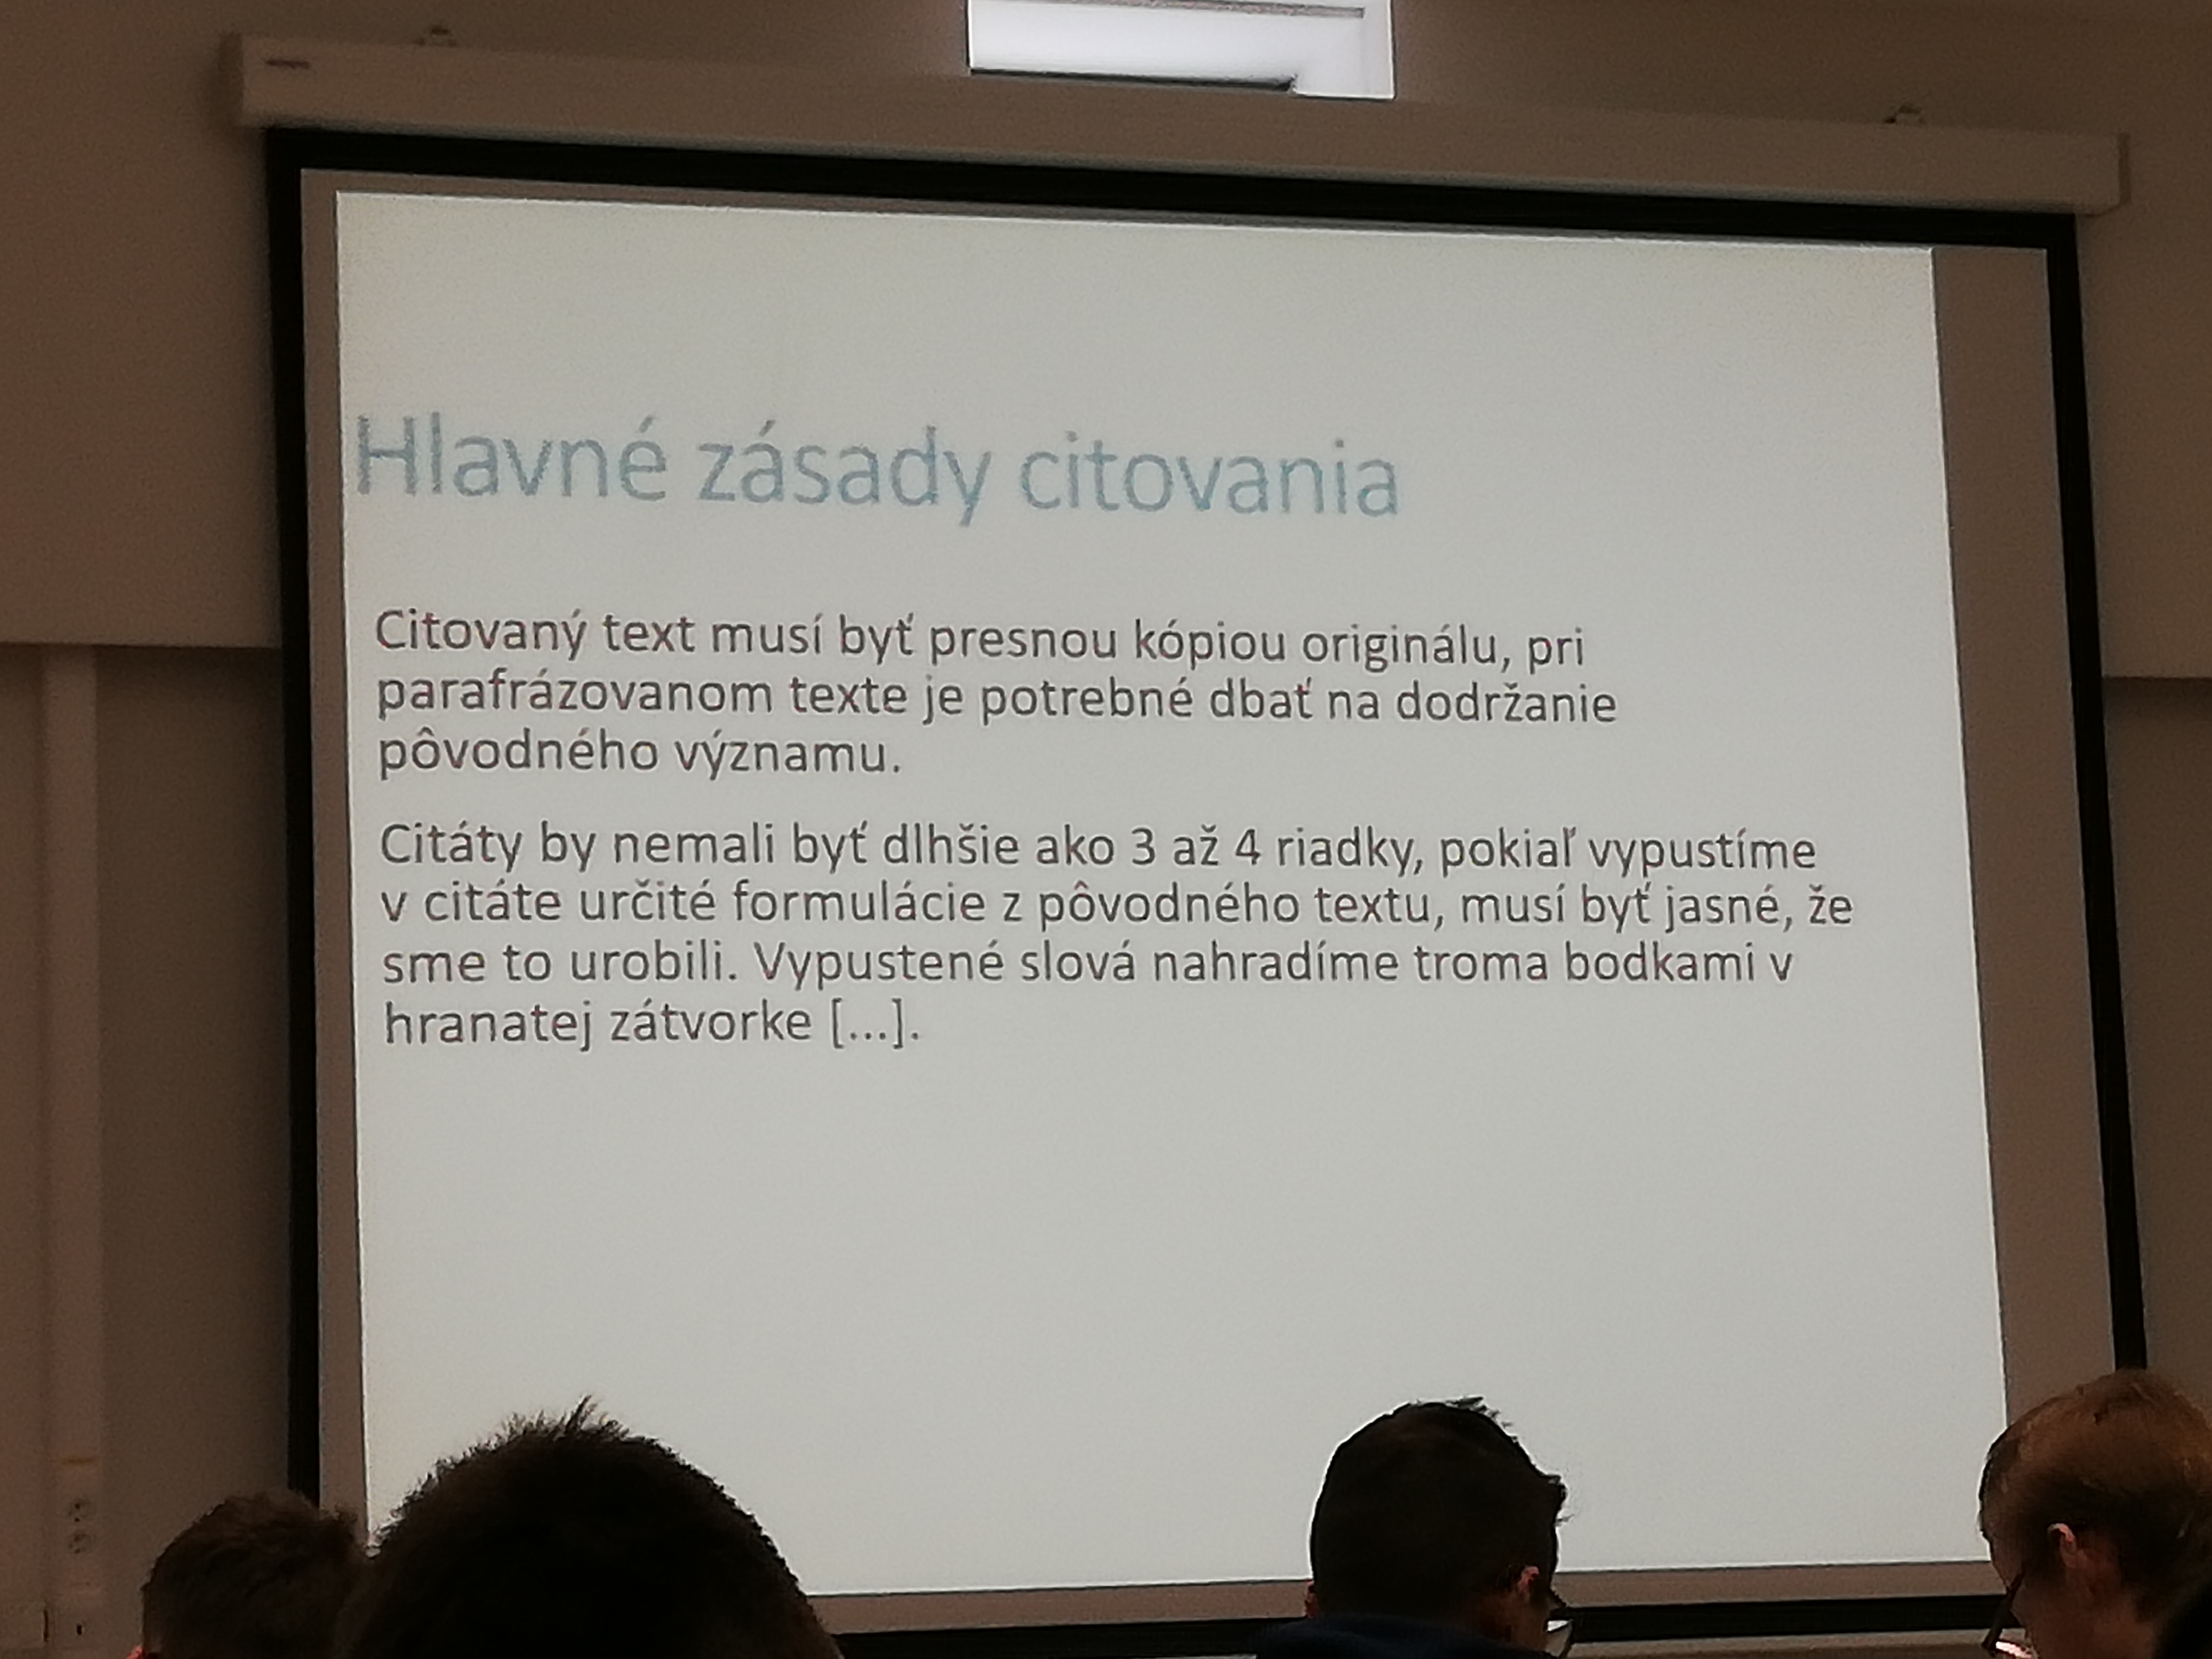 Hlavné zásady citovania
Citovaný text musí byť presnou kópiou originálu, pri
parafrázovanom texte je potrebné dbať na dodržanie
pôvodného významu.
Citáty by nemali byť dlhšie ako 3 až 4 riadky, pokiaľ vypustíme
v citáte určité formulácie z pôvodného textu, musí byť jasné, že
sme to urobili. Vypustené slová nahradíme troma bodkami v
hranatej zátvorke [...].